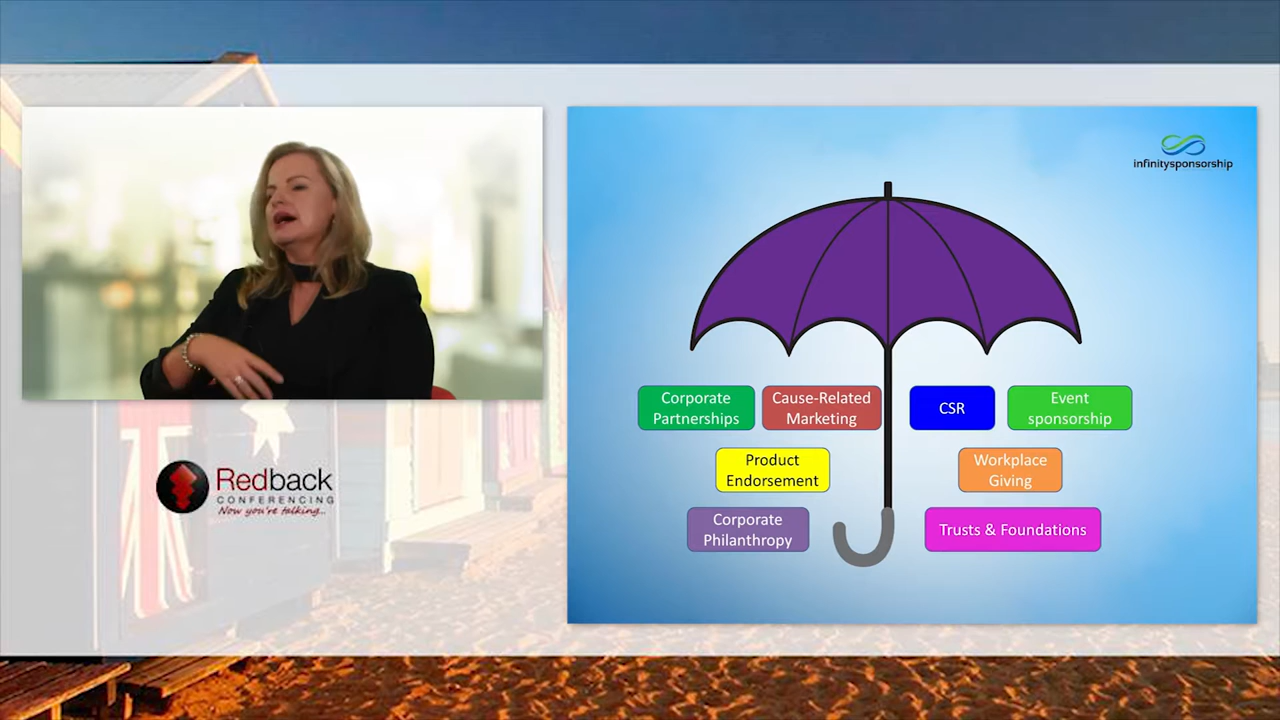 infinitysponsorship
Corporate
Partnerships
Cause-Related
Marketing
CSR
Event
sponsorship
Product
Endorsement
Workplace
Giving
Corporate
Philanthropy
Trusts & Foundations
Redback
CONFERENCING
Now you're talking...